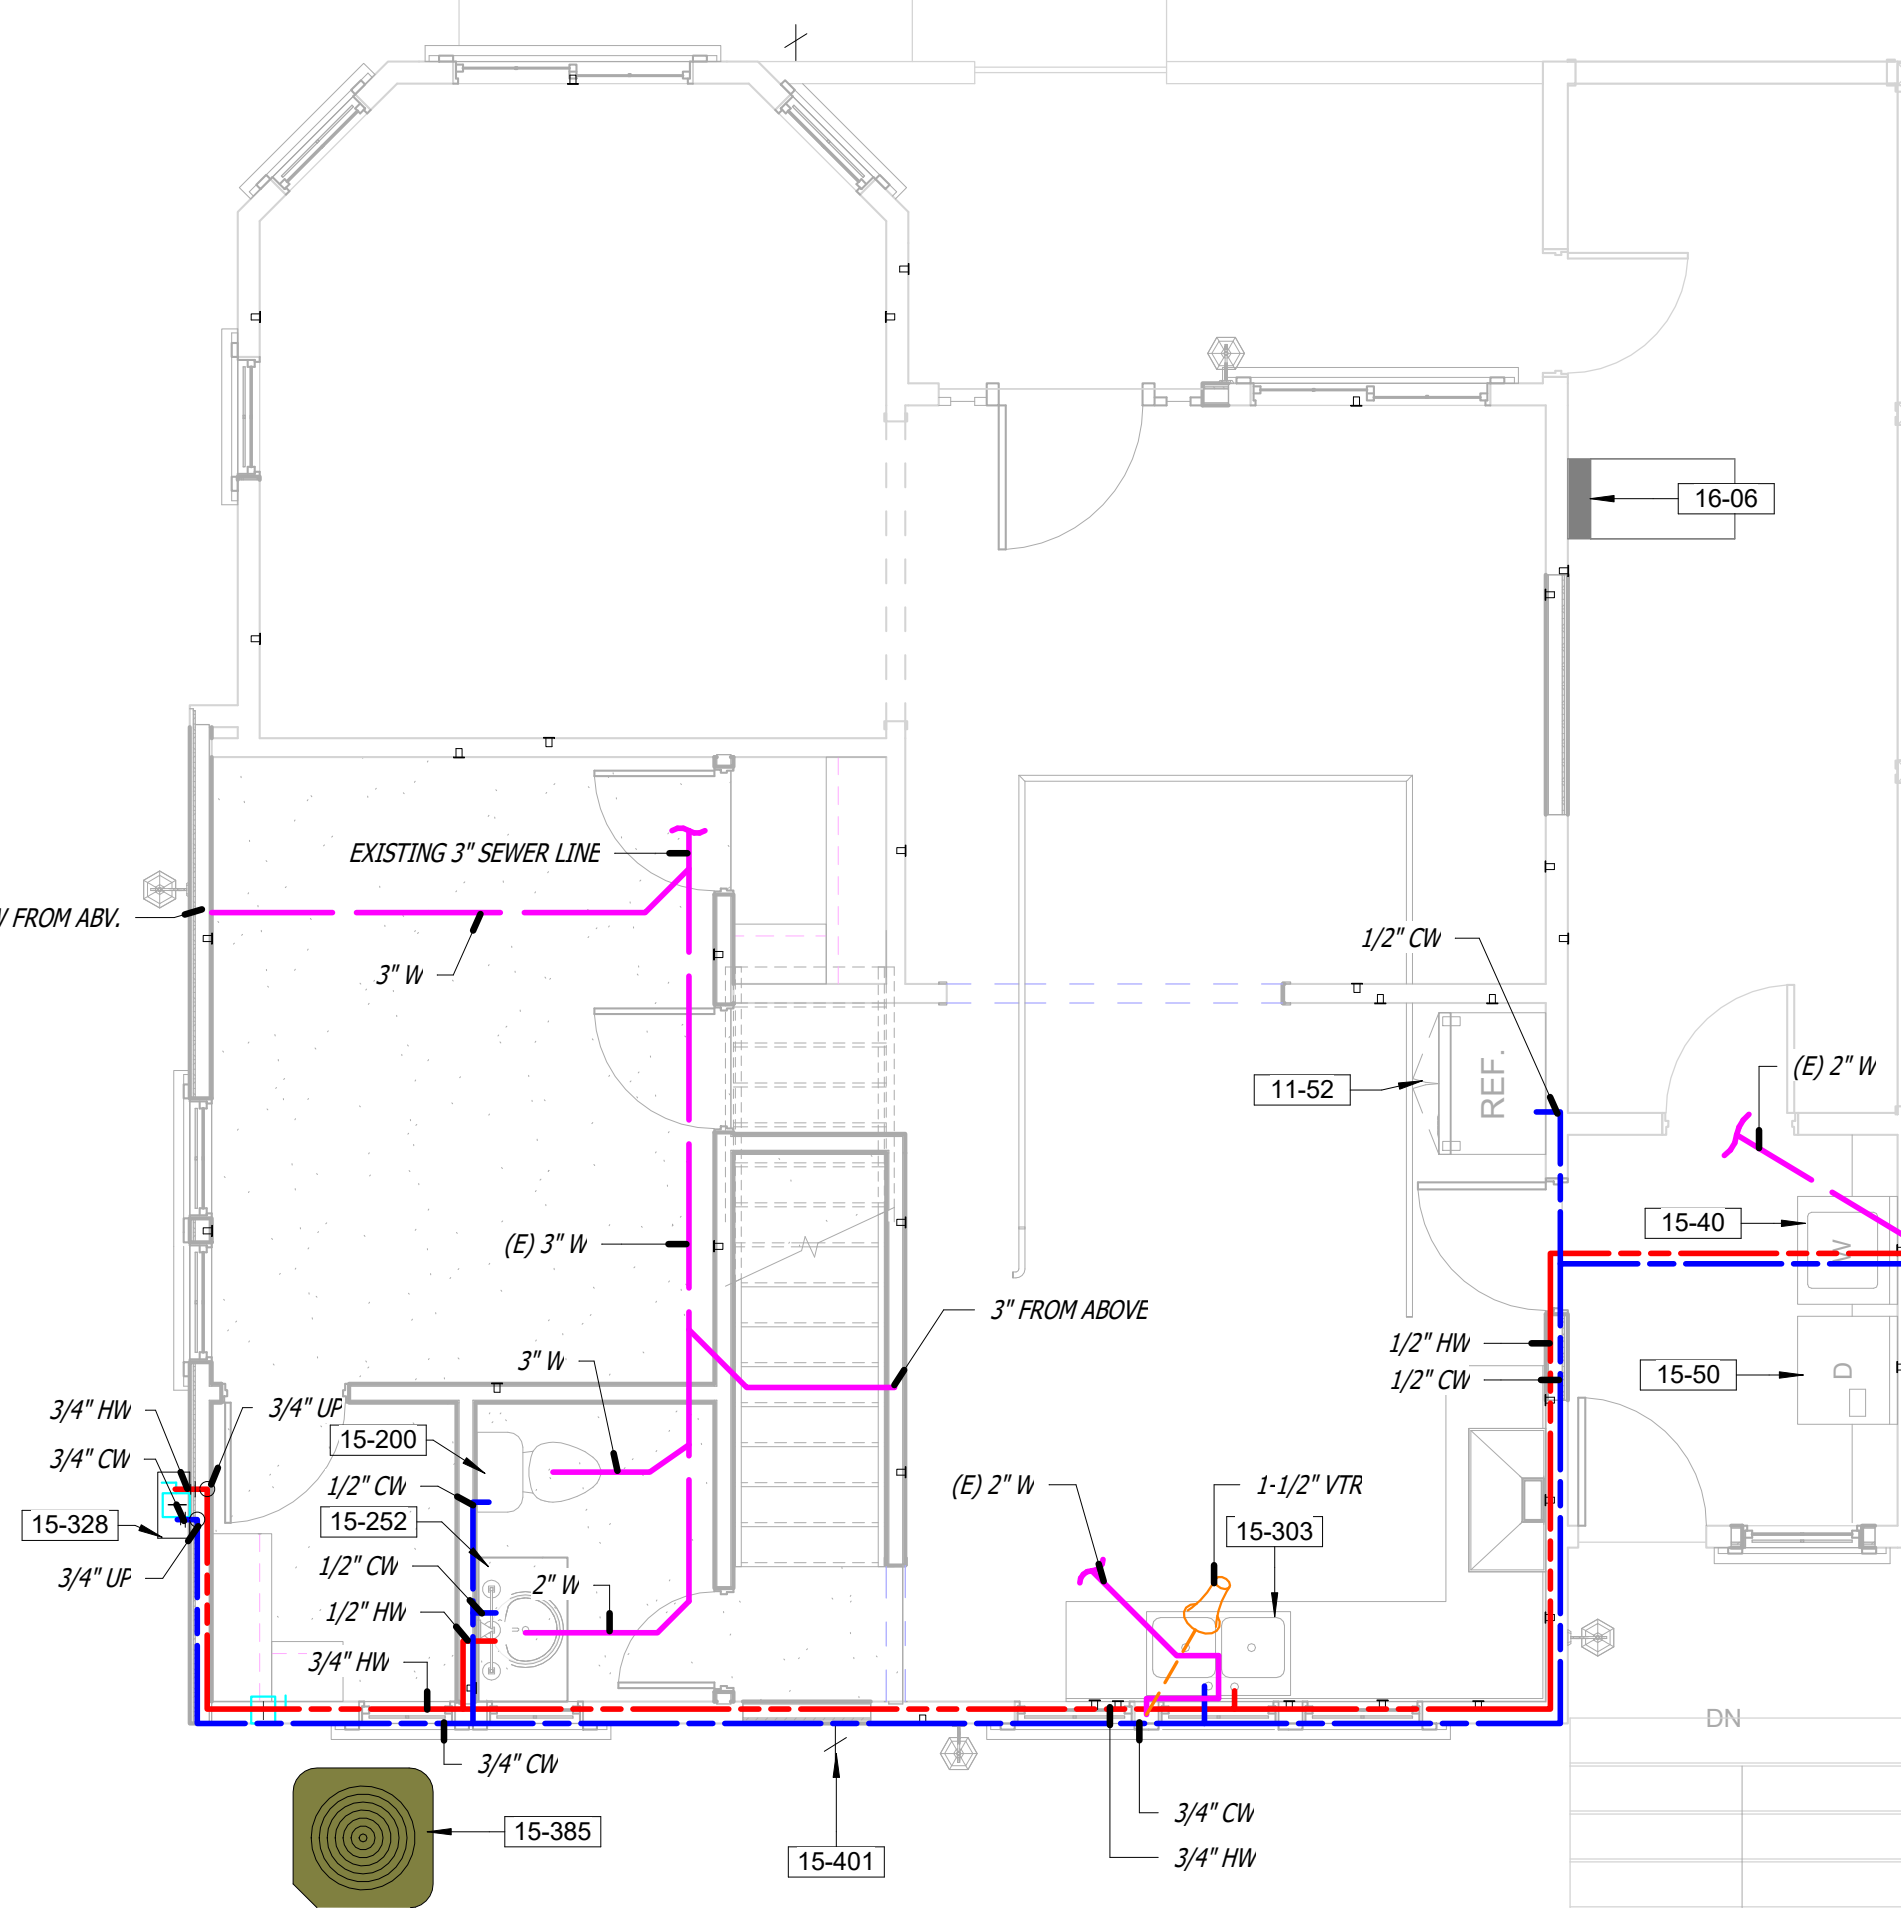 16-06
EXISTING 3" SEWER LINE
FROM ABV.
3" W
1/2" CW
11-52
REF.
(E) 2" W
15-40
W
(E) 3" W
3" FROM ABOVE
1/2" HW
1/2" CW
15-50
D
3" W
3/4" HW
3/4" UP
3/4" CW
15-200
1/2" CW
15-328
15-252
3/4" UP
1/2" CW
2" W
1/2" HW
3/4" HW
(E) 2" W
1-1/2" VTR
15-303
DN
3/4" CW
15-385
15-401
3/4" CW
3/4" HW